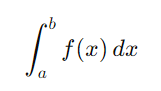 ∫_a^b f(x) dx